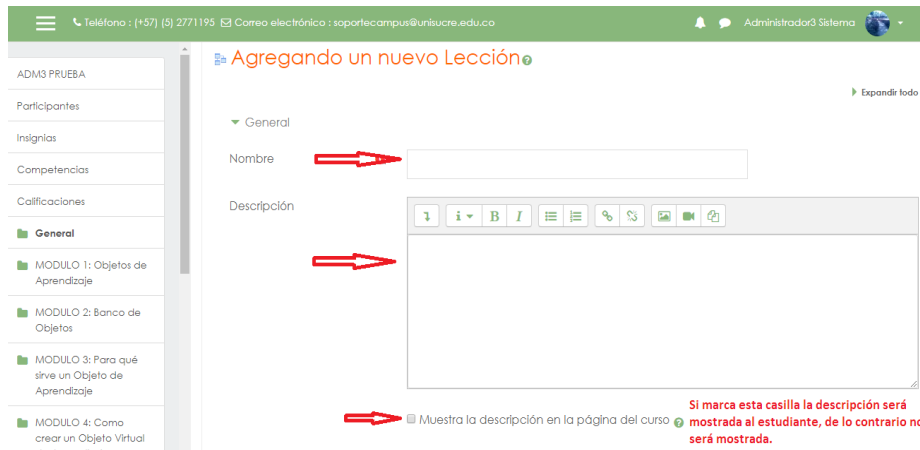 Teléfono : (+57) (5) 2771195 Correo electrónico : soportecampus@unisucre.edu.co
Administrador3 Sistema
ADM3 PRUEBA
Participantes
Insignias
Competencias
Calificaciones
General
MODULO 1: Objetos de
Aprendizaje
MODULO 2: Banco de
Objetos
MODULO 3: Para qué
sirve un Objeto de
Aprendizaje
MODULO 4: Como
crear un Objeto Virtual
Agregando un nuevo Lección
Expandir todo
General
Nombre
Descripción
Muestra la descripción en la página del curso
Si marca esta casilla la descripción será
mostrada al estudiante, de lo contrario no
será mostrada.